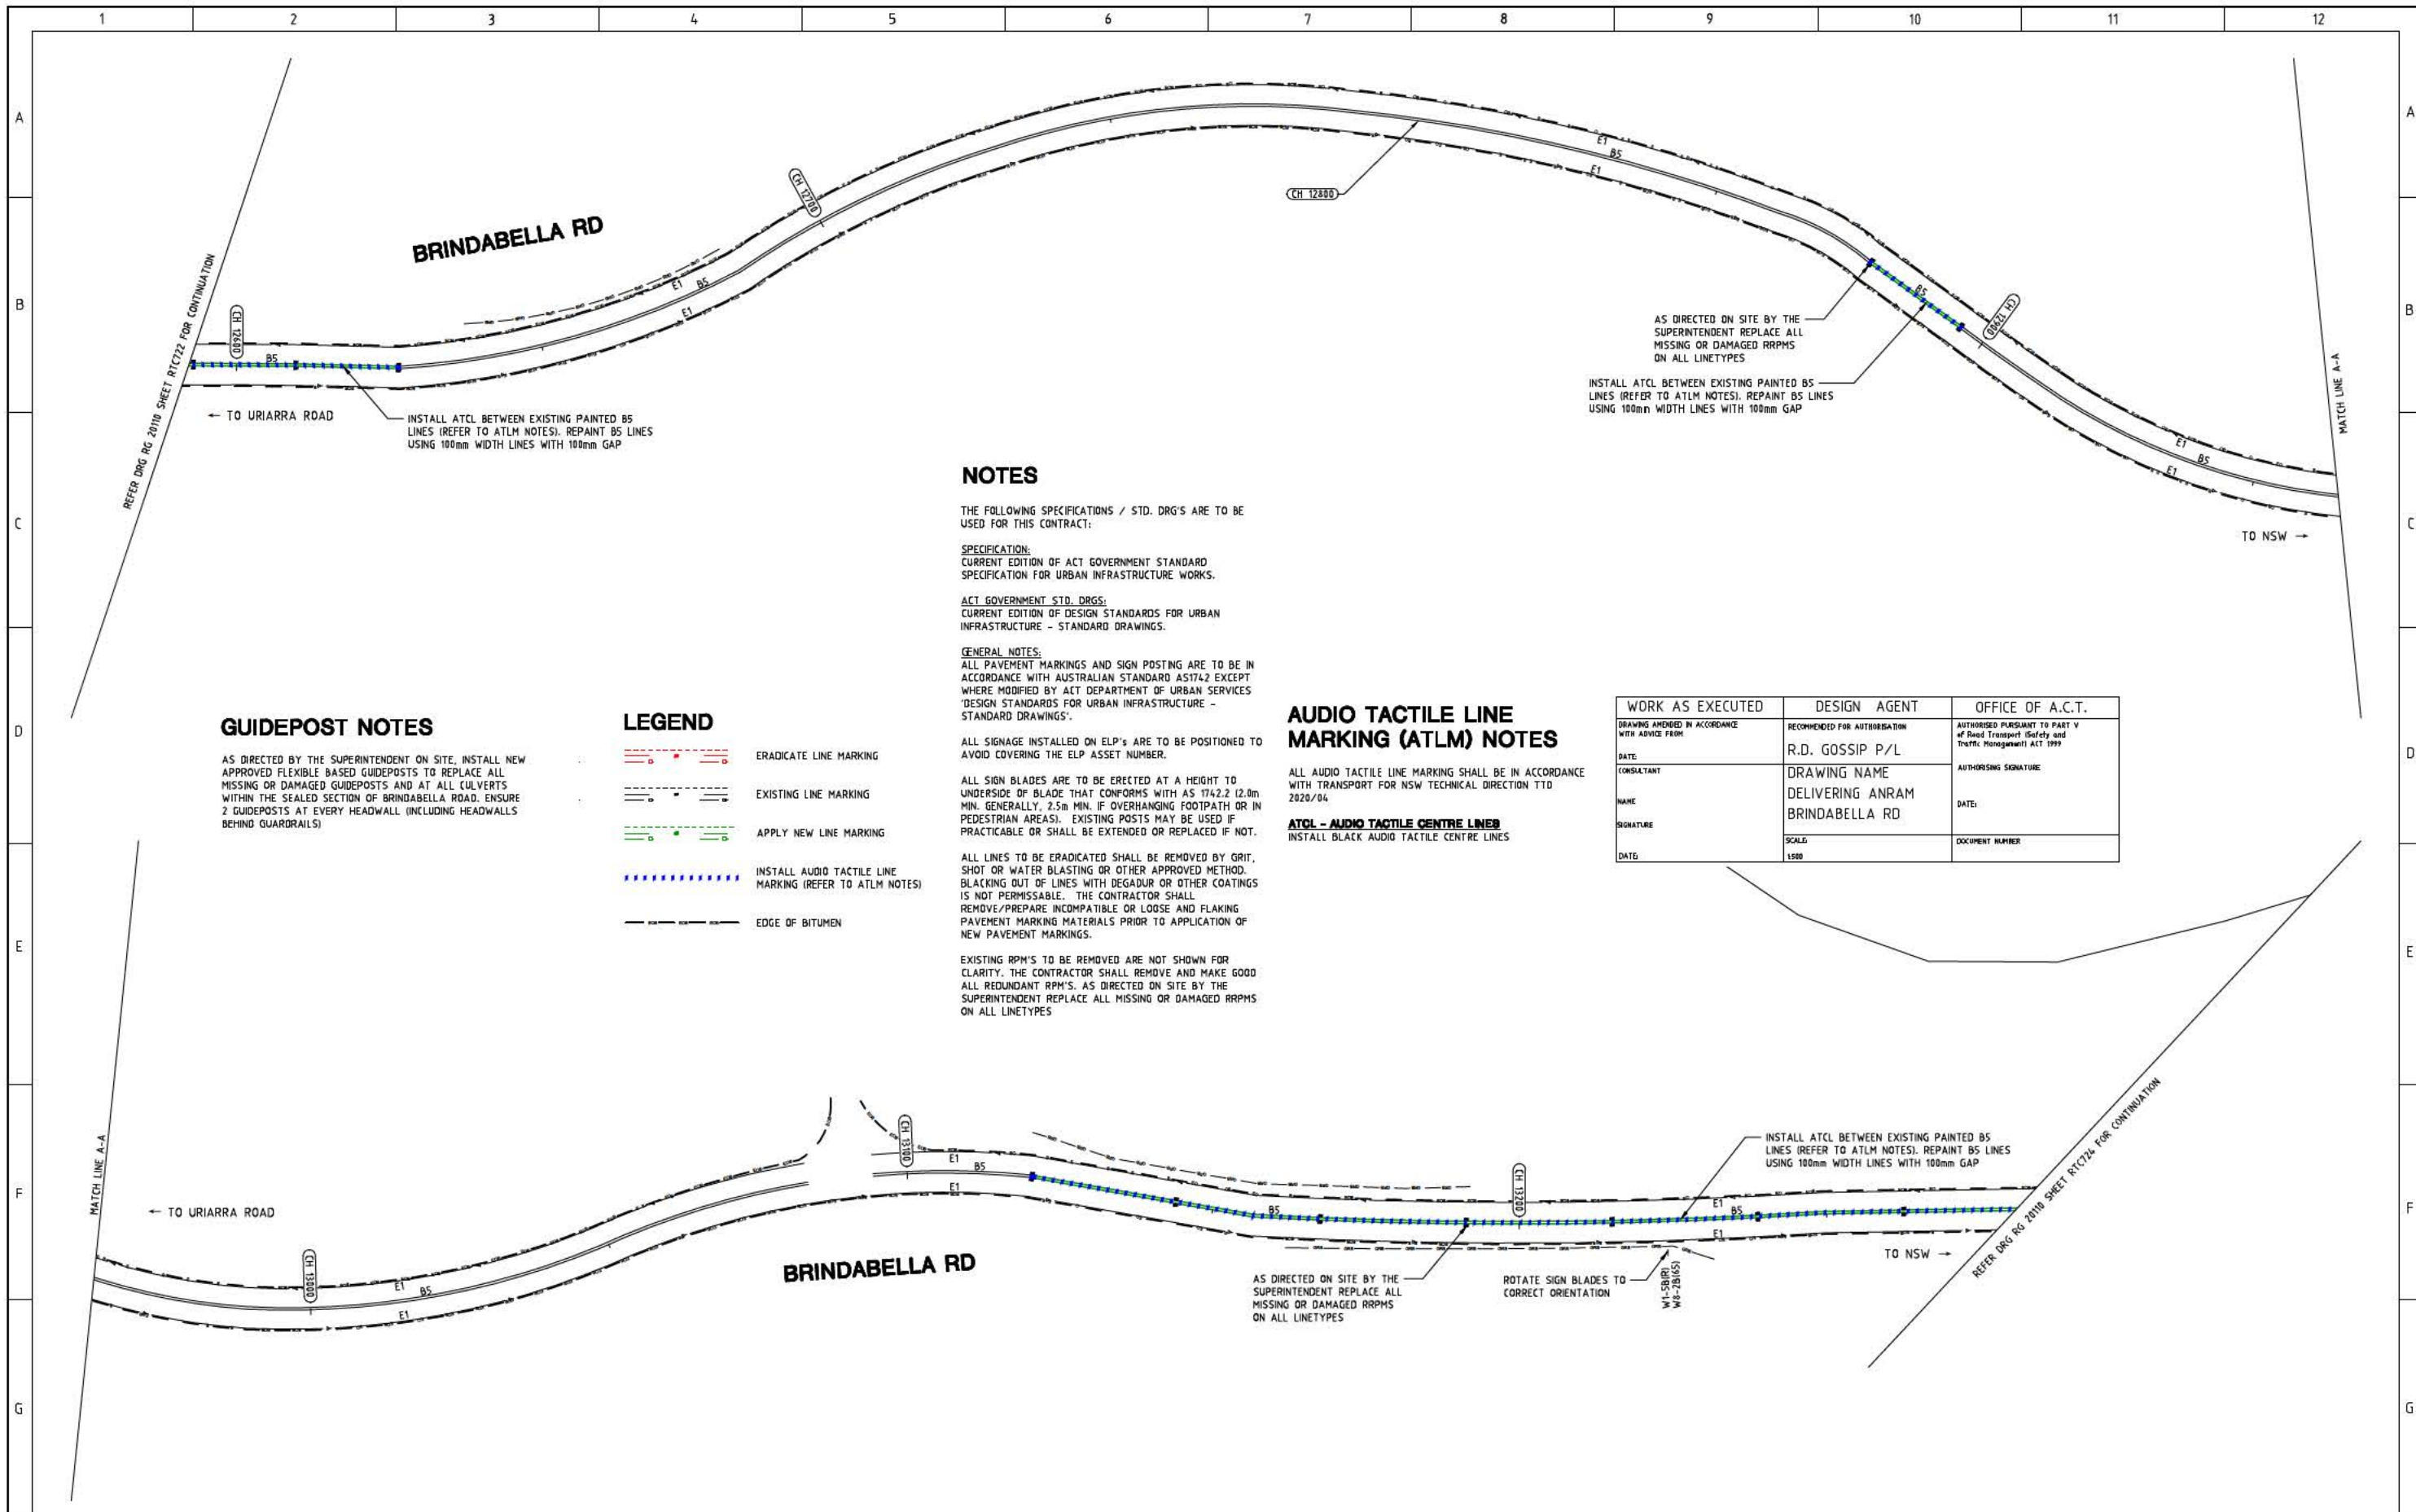 1 2 3 4 5 6 7 8 9 10 11 12
A A
B B
C C
D D
E E
F F
G G
BRINDABELLA RD
REFER DRG RG 20110 SHEET RTC722 FOR CONTINUATION
CH 12600
B5
← TO URIARRA ROAD
INSTALL ATCL BETWEEN EXISTING PAINTED B5
LINES (REFER TO ATLM NOTES). REPAINT B5 LINES
USING 100mm WIDTH LINES WITH 100mm GAP
E1
B5
E1
CH 12700
CH 12800
E1
B5
E1
AS DIRECTED ON SITE BY THE
SUPERINTENDENT REPLACE ALL
MISSING OR DAMAGED RRPMS
ON ALL LINETYPES
INSTALL ATCL BETWEEN EXISTING PAINTED B5
LINES (REFER TO ATLM NOTES). REPAINT B5 LINES
USING 100mm WIDTH LINES WITH 100mm GAP
B5
CH 12900
E1
B5
E1
MATCH LINE A-A
TO NSW →
GUIDEPOST NOTES
AS DIRECTED BY THE SUPERINTENDENT ON SITE, INSTALL NEW
APPROVED FLEXIBLE BASED GUIDEPOSTS TO REPLACE ALL
MISSING OR DAMAGED GUIDEPOSTS AND AT ALL CULVERTS
WITHIN THE SEALED SECTION OF BRINDABELLA ROAD. ENSURE
2 GUIDEPOSTS AT EVERY HEADWALL (INCLUDING HEADWALLS
BEHIND GUARDRAILS)
LEGEND
ERADICATE LINE MARKING
EXISTING LINE MARKING
APPLY NEW LINE MARKING
INSTALL AUDIO TACTILE LINE
MARKING (REFER TO ATLM NOTES)
EDGE OF BITUMEN
NOTES
THE FOLLOWING SPECIFICATIONS / STD. DRG'S ARE TO BE
USED FOR THIS CONTRACT:
SPECIFICATION:
CURRENT EDITION OF ACT GOVERNMENT STANDARD
SPECIFICATION FOR URBAN INFRASTRUCTURE WORKS.
ACT GOVERNMENT STD. DRGS:
CURRENT EDITION OF DESIGN STANDARDS FOR URBAN
INFRASTRUCTURE - STANDARD DRAWINGS.
GENERAL NOTES:
ALL PAVEMENT MARKINGS AND SIGN POSTING ARE TO BE IN
ACCORDANCE WITH AUSTRALIAN STANDARD AS1742 EXCEPT
WHERE MODIFIED BY ACT DEPARTMENT OF URBAN SERVICES
'DESIGN STANDARDS FOR URBAN INFRASTRUCTURE -
STANDARD DRAWINGS'.
ALL SIGNAGE INSTALLED ON ELP's ARE TO BE POSITIONED TO
AVOID COVERING THE ELP ASSET NUMBER.
ALL SIGN BLADES ARE TO BE ERECTED AT A HEIGHT TO
UNDERSIDE OF BLADE THAT CONFORMS WITH AS 1742.2 (2.0m
MIN. GENERALLY, 2.5m MIN. IF OVERHANGING FOOTPATH OR IN
PEDESTRIAN AREAS). EXISTING POSTS MAY BE USED IF
PRACTICABLE OR SHALL BE EXTENDED OR REPLACED IF NOT.
ALL LINES TO BE ERADICATED SHALL BE REMOVED BY GRIT,
SHOT OR WATER BLASTING OR OTHER APPROVED METHOD.
BLACKING OUT OF LINES WITH DEGADUR OR OTHER COATINGS
IS NOT PERMISSABLE. THE CONTRACTOR SHALL
REMOVE/PREPARE INCOMPATIBLE OR LOOSE AND FLAKING
PAVEMENT MARKING MATERIALS PRIOR TO APPLICATION OF
NEW PAVEMENT MARKINGS.
EXISTING RPM'S TO BE REMOVED ARE NOT SHOWN FOR
CLARITY. THE CONTRACTOR SHALL REMOVE AND MAKE GOOD
ALL REDUNDANT RPM'S. AS DIRECTED ON SITE BY THE
SUPERINTENDENT REPLACE ALL MISSING OR DAMAGED RRPMS
ON ALL LINETYPES
AUDIO TACTILE LINE
MARKING (ATLM) NOTES
ALL AUDIO TACTILE LINE MARKING SHALL BE IN ACCORDANCE
WITH TRANSPORT FOR NSW TECHNICAL DIRECTION TTD
2020/04
ATCL - AUDIO TACTILE CENTRE LINES
INSTALL BLACK AUDIO TACTILE CENTRE LINES
WORK AS EXECUTED
DRAWING AMENDED IN ACCORDANCE
WITH ADVICE FROM
DATE:
CONSULTANT
NAME
SIGNATURE
DATE:
DESIGN AGENT
RECOMMENDED FOR AUTHORISATION
R.D. GOSSIP P/L
DRAWING NAME
DELIVERING ANRAM
BRINDABELLA RD
SCALE:
1:500
OFFICE OF A.C.T.
AUTHORISED PURSUANT TO PART V
of Road Transport (Safety and
Traffic Management) ACT 1999
AUTHORISING SIGNATURE
DATE:
DOCUMENT NUMBER
MATCH LINE A-A
← TO URIARRA ROAD
CH 13000
E1
B5
E1
BRINDABELLA RD
CH 13100
E1
B5
E1
B5
CH 13200
AS DIRECTED ON SITE BY THE
SUPERINTENDENT REPLACE ALL
MISSING OR DAMAGED RRPMS
ON ALL LINETYPES
ROTATE SIGN BLADES TO
CORRECT ORIENTATION
W1-5B(R)
W8-2B(65)
INSTALL ATCL BETWEEN EXISTING PAINTED B5
LINES (REFER TO ATLM NOTES). REPAINT B5 LINES
USING 100mm WIDTH LINES WITH 100mm GAP
E1
B5
E1
TO NSW →
REFER DRG RG 20110 SHEET RTC724 FOR CONTINUATION